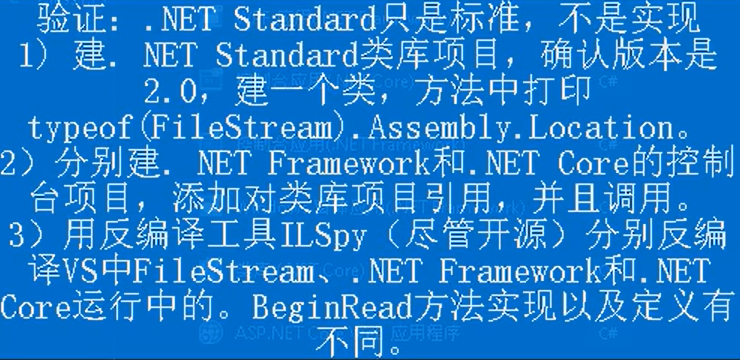 验证：.NET Standard只是标准，不是实现
1）建. NET Standard类库项目，确认版本是
2.0，建一个类，方法中打印
typeof(FileStream).Assembly.Location。
2）分别建. NET Framework和.NET Core的控制
台项目，添加对类库项目引用，并且调用。
3）用反编译工具ILSpy（尽管开源）分别反编
译VS中FileStream、.NET Framework和.NET
Core运行中的。BeginRead方法实现以及定义有
不同。